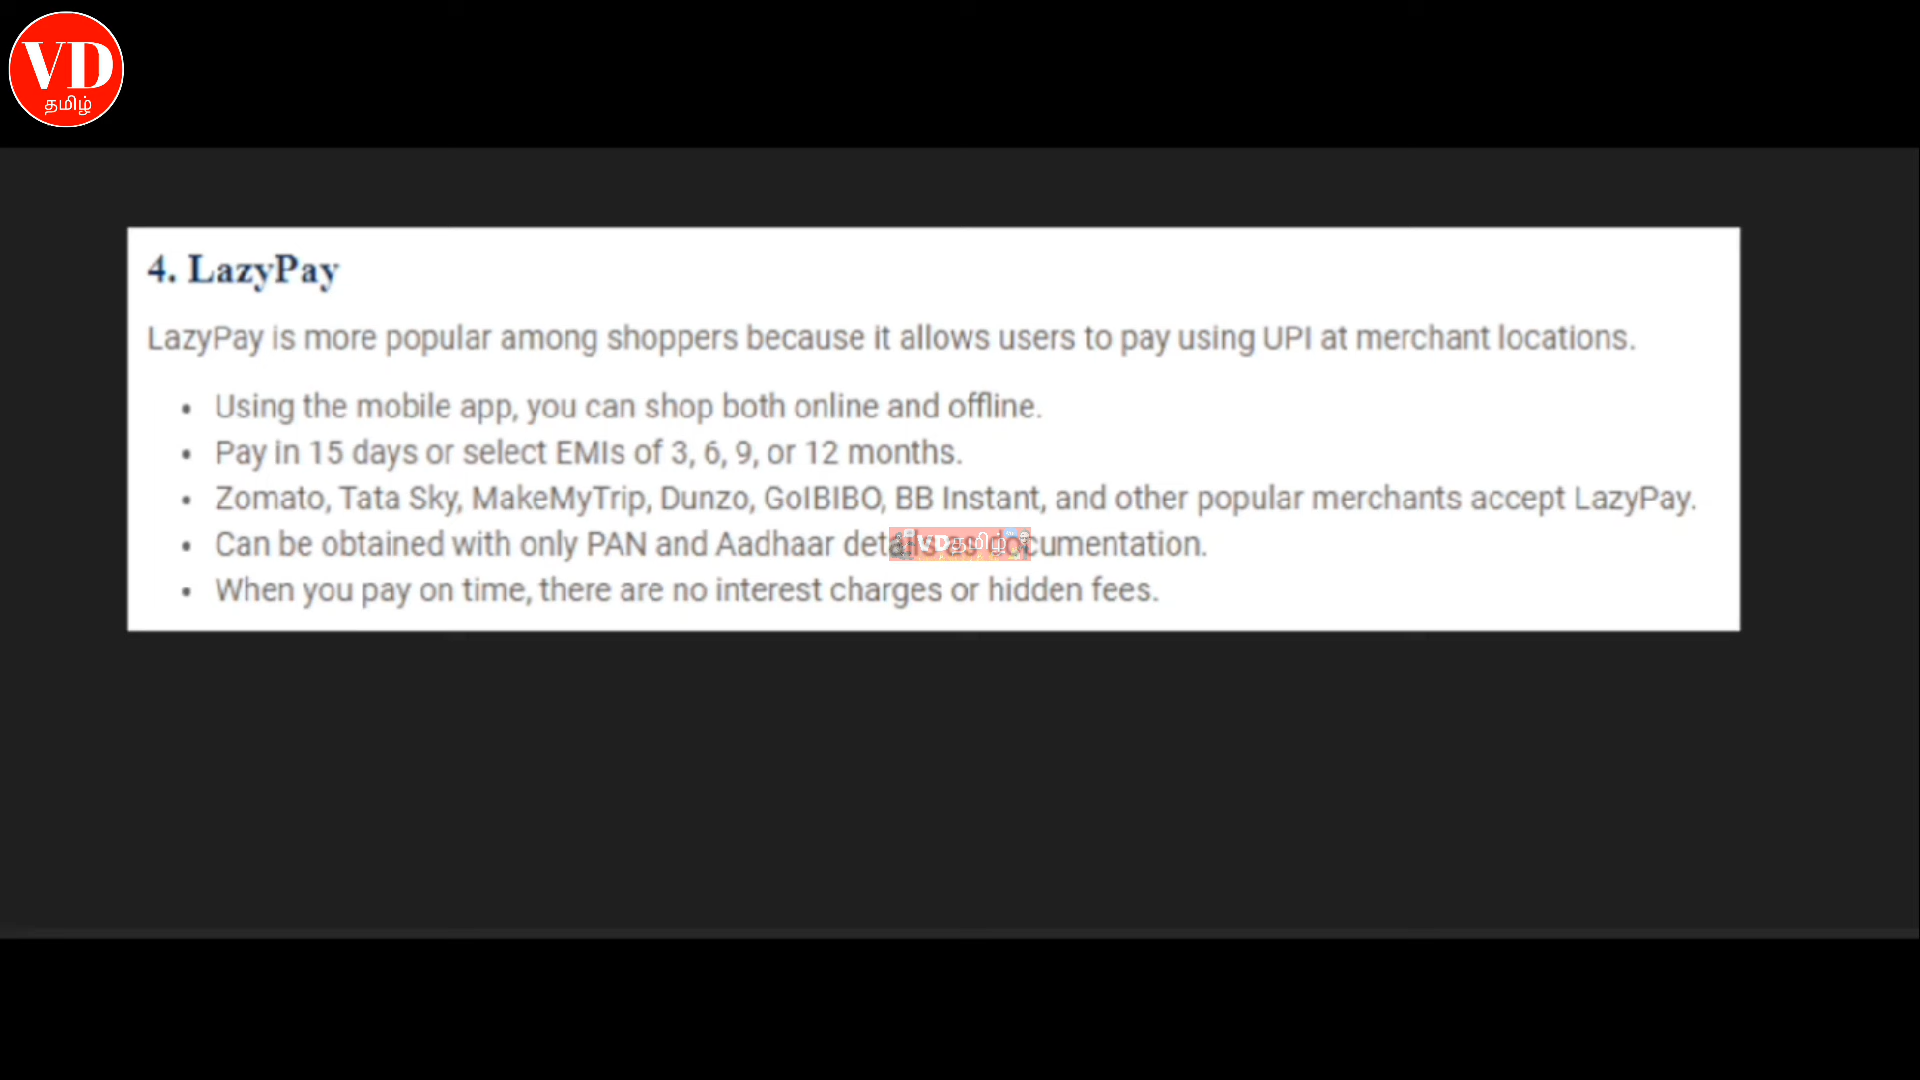 VD
தமிழ்
4. LazyPay
LazyPay is more popular among shoppers because it allows users to pay using UPI at merchant locations.
• Using the mobile app, you can shop both online and offline.
• Pay in 15 days or select EMIs of 3, 6, 9, or 12 months.
• Zomato, Tata Sky, MakeMyTrip, Dunzo, GoIBIBO, BB Instant, and other popular merchants accept LazyPay.
• Can be obtained with only PAN and Aadhaar details no documentation.
VDதமிழ்
• When you pay on time, there are no interest charges or hidden fees.